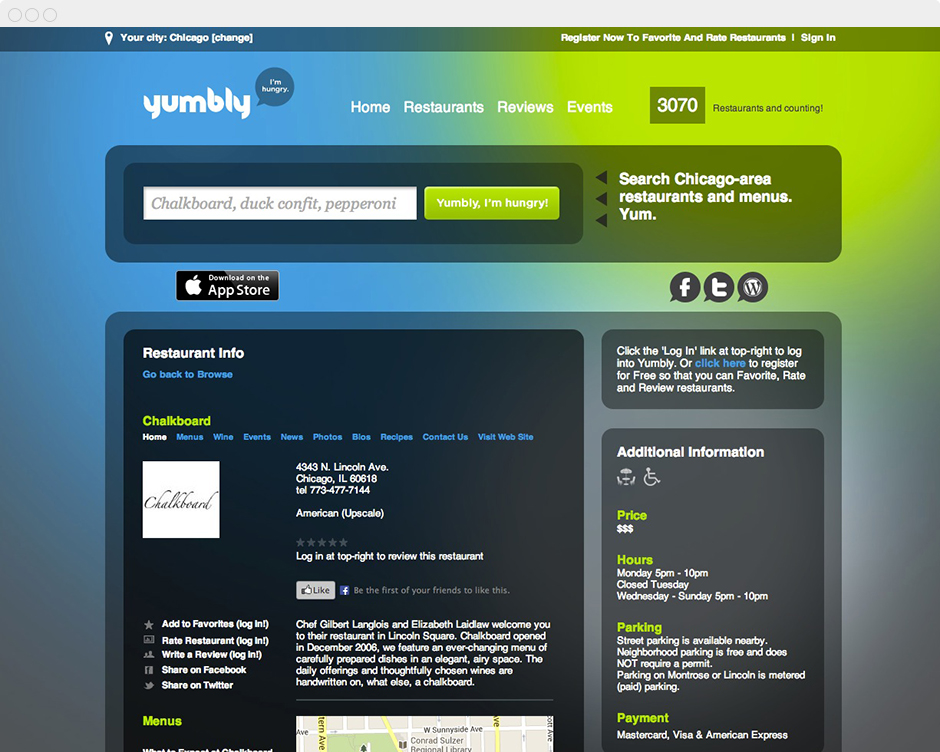 Your city: Chicago [change]
Register Now To Favorite And Rate Restaurants | Sign In
yumbly
I'm
hungry.
Home Restaurants Reviews Events
3070 Restaurants and counting!
Chalkboard, duck confit, pepperoni
Yumbly, I'm hungry!
Search Chicago-area
restaurants and menus.
Yum.
Download on the
App Store
Restaurant Info
Go back to Browse
Chalkboard
Home Menus Wine Events News Photos Bios Recipes Contact Us Visit Web Site
Chalkboard
4343 N. Lincoln Ave.
Chicago, IL 60618
tel 773-477-7144
American (Upscale)
Log in at top-right to review this restaurant
Like Be the first of your friends to like this.
Add to Favorites (log in!)
Rate Restaurant (log in!)
Write a Review (log in!)
Share on Facebook
Share on Twitter
Chef Gilbert Langlois and Elizabeth Laidlaw welcome you
to their restaurant in Lincoln Square. Chalkboard opened
in December 2006, we feature an ever-changing menu of
carefully prepared dishes in an elegant, airy space. The
daily offerings and thoughtfully chosen wines are
handwritten on, what else, a chalkboard.
Menus
What to Expect at Chalkboard
W Sunnyside Ave
Conrad Sulzer
Regional Library
Click the 'Log In' link at top-right to log
into Yumbly. Or click here to register
for Free so that you can Favorite, Rate
and Review restaurants.
Additional Information
Price
$$$
Hours
Monday 5pm - 10pm
Closed Tuesday
Wednesday - Sunday 5pm - 10pm
Parking
Street parking is available nearby.
Neighborhood parking is free and does
NOT require a permit.
Parking on Montrose or Lincoln is metered
(paid) parking.
Payment
Mastercard, Visa & American Express